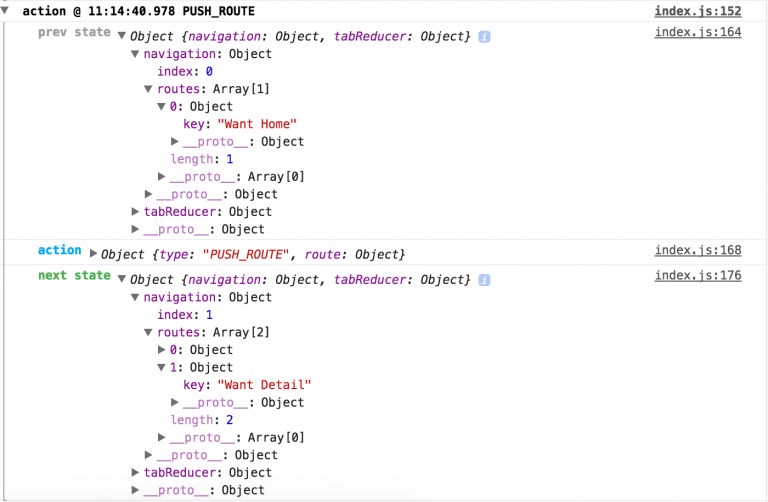 action @ 11:14:40.978 PUSH_ROUTE index.js:152
prev state Object {navigation: Object, tabReducer: Object} i index.js:164
navigation: Object
index: 0
routes: Array[1]
0: Object
key: "Want Home"
__proto__: Object
length: 1
__proto__: Array[0]
__proto__: Object
tabReducer: Object
__proto__: Object
action Object {type: "PUSH_ROUTE", route: Object} index.js:168
next state Object {navigation: Object, tabReducer: Object} i index.js:176
navigation: Object
index: 1
routes: Array[2]
0: Object
1: Object
key: "Want Detail"
__proto__: Object
length: 2
__proto__: Array[0]
__proto__: Object
tabReducer: Object
__proto__: Object